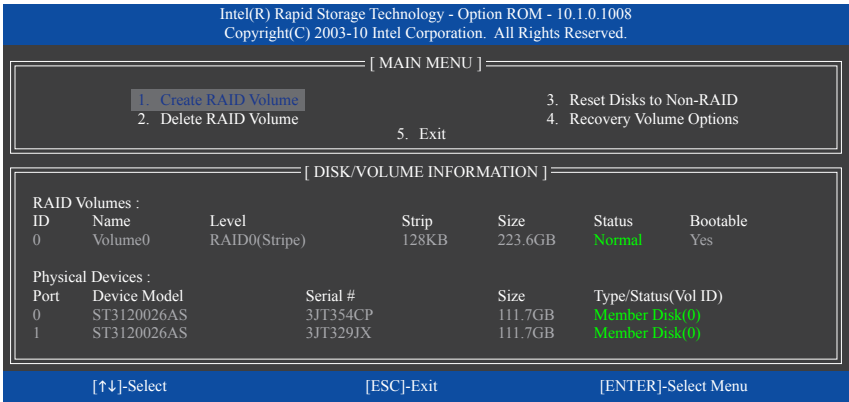 Intel(R) Rapid Storage Technology - Option ROM - 10.1.0.1008
Copyright(C) 2003-10 Intel Corporation. All Rights Reserved.
[ MAIN MENU ]
1. Create RAID Volume 3. Reset Disks to Non-RAID
2. Delete RAID Volume 4. Recovery Volume Options
5. Exit
[ DISK/VOLUME INFORMATION ]
RAID Volumes :
ID Name Level Strip Size Status Bootable
0 Volume0 RAID0(Stripe) 128KB 223.6GB Normal Yes
Physical Devices :
Port Device Model Serial # Size Type/Status(Vol ID)
0 ST3120026AS 3JT354CP 111.7GB Member Disk(0)
1 ST3120026AS 3JT329JX 111.7GB Member Disk(0)
[↑↓]-Select [ESC]-Exit [ENTER]-Select Menu